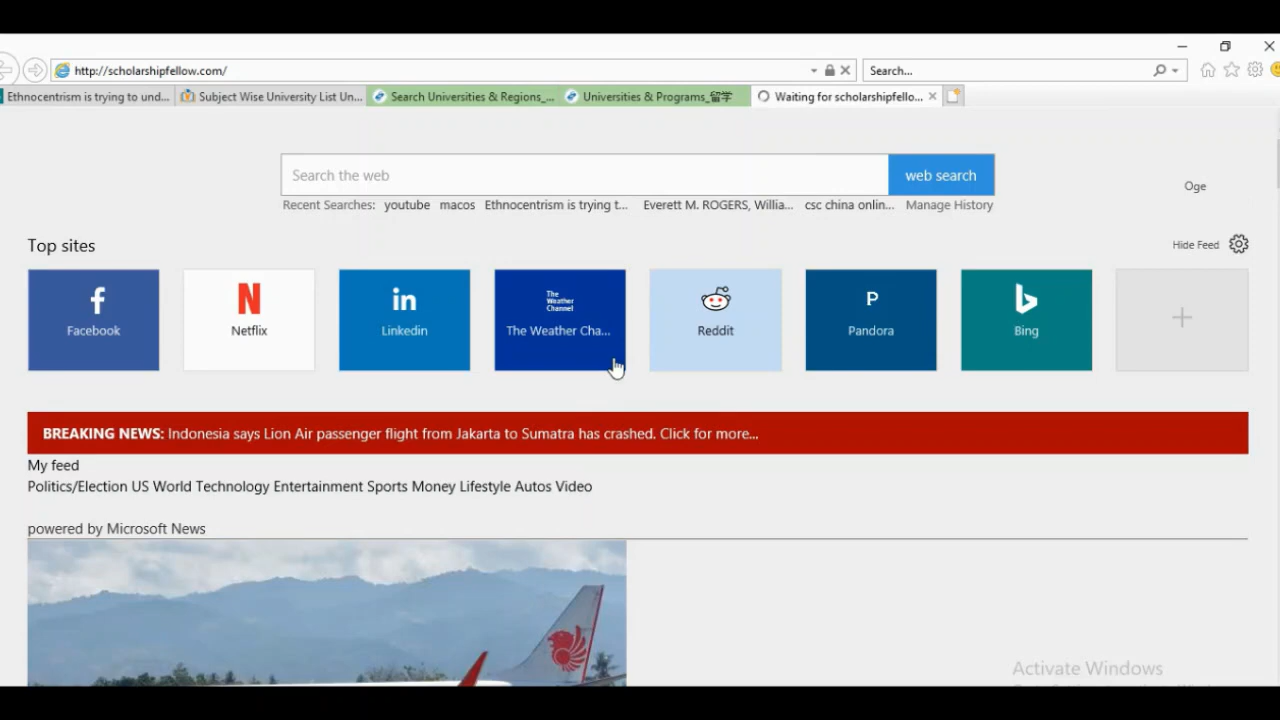 http://scholarshipfellow.com/
Search...
Ethnocentrism is trying to und...
Subject Wise University List Un...
Search Universities & Regions_...
Universities & Programs_留学
Waiting for scholarshipfello...
Search the web
web search
Oge
Recent Searches: youtube macos Ethnocentrism is trying t... Everett M. ROGERS, Willia... csc china onlin... Manage History
Top sites
Hide Feed
f
N
in
The
Weather
Channel
P
b
Facebook
Netflix
Linkedin
The Weather Cha...
Reddit
Pandora
Bing
BREAKING NEWS: Indonesia says Lion Air passenger flight from Jakarta to Sumatra has crashed. Click for more...
My feed
Politics/Election US World Technology Entertainment Sports Money Lifestyle Autos Video
powered by Microsoft News
Activate Windows